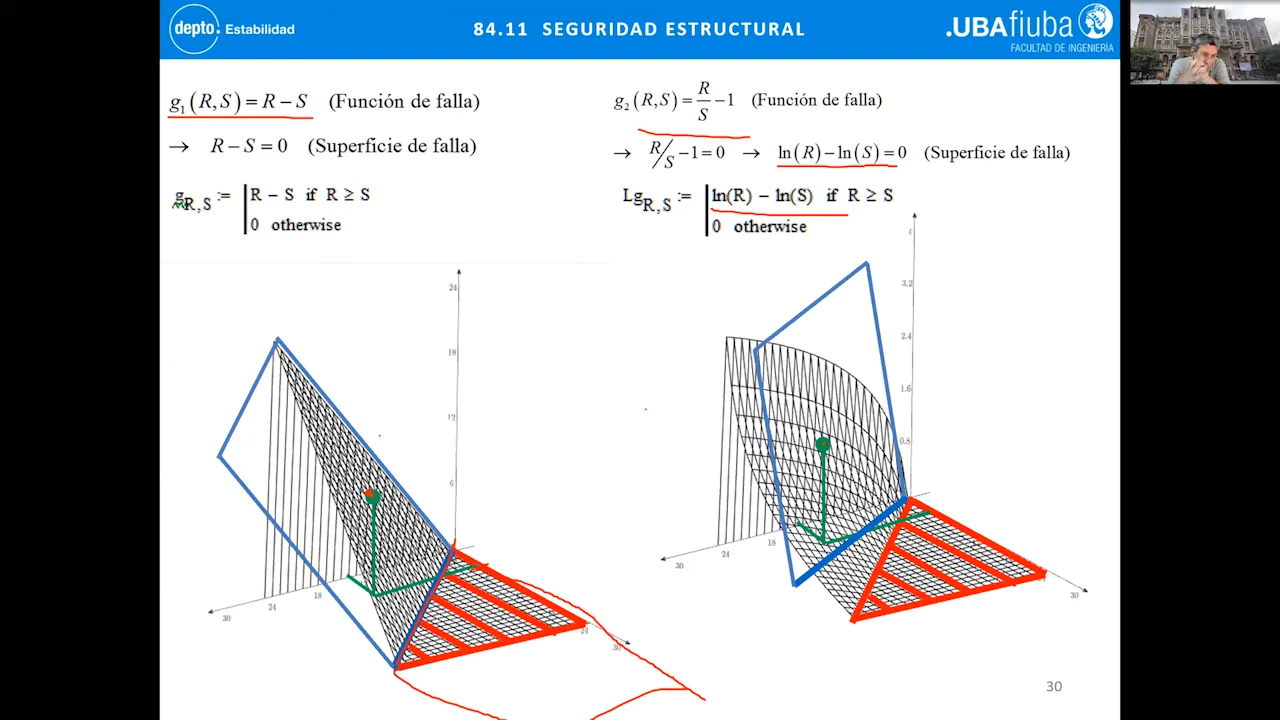 depto.
Estabilidad
84.11 SEGURIDAD ESTRUCTURAL
.UBAfiuba
FACULTAD DE INGENIERÍA
g₁(R,S)=R−S (Función de falla)
→ R−S=0 (Superficie de falla)
g_R,S := | R − S if R ≥ S
0 otherwise
g₂(R,S)=R/S−1 (Función de falla)
→ R/S−1=0 → ln(R)−ln(S)=0 (Superficie de falla)
Lg_R,S := | ln(R) − ln(S) if R ≥ S
0 otherwise
24
18
12
6
18
24
30
24
30
4
3.2
2.4
1.6
0.8
18
24
30
30
30